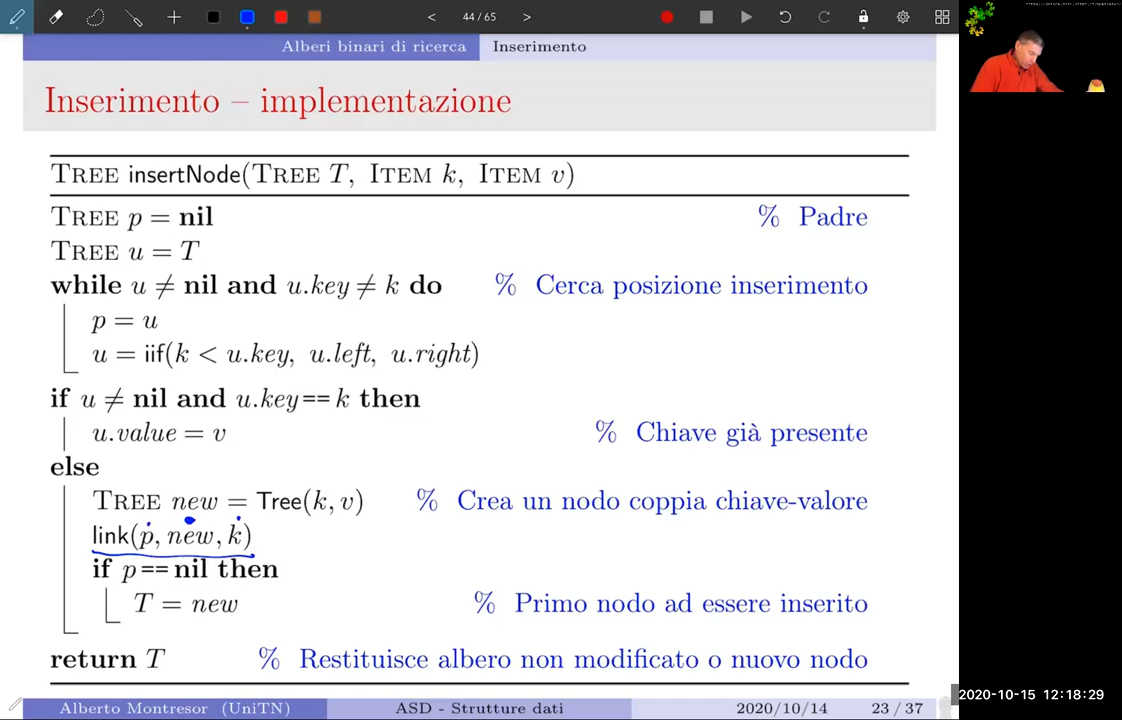 44 / 65
Alberi binari di ricerca Inserimento
Inserimento – implementazione
TREE insertNode(TREE T, ITEM k, ITEM v)
TREE p = nil % Padre
TREE u = T
while u ≠ nil and u.key ≠ k do % Cerca posizione inserimento
p = u
u = iif(k < u.key, u.left, u.right)
if u ≠ nil and u.key == k then
u.value = v % Chiave già presente
else
TREE new = Tree(k, v) % Crea un nodo coppia chiave-valore
link(p, new, k)
if p == nil then
T = new % Primo nodo ad essere inserito
return T % Restituisce albero non modificato o nuovo nodo
Alberto Montresor (UniTN) ASD - Strutture dati 2020/10/14 23 / 37
2020-10-15 12:18:29